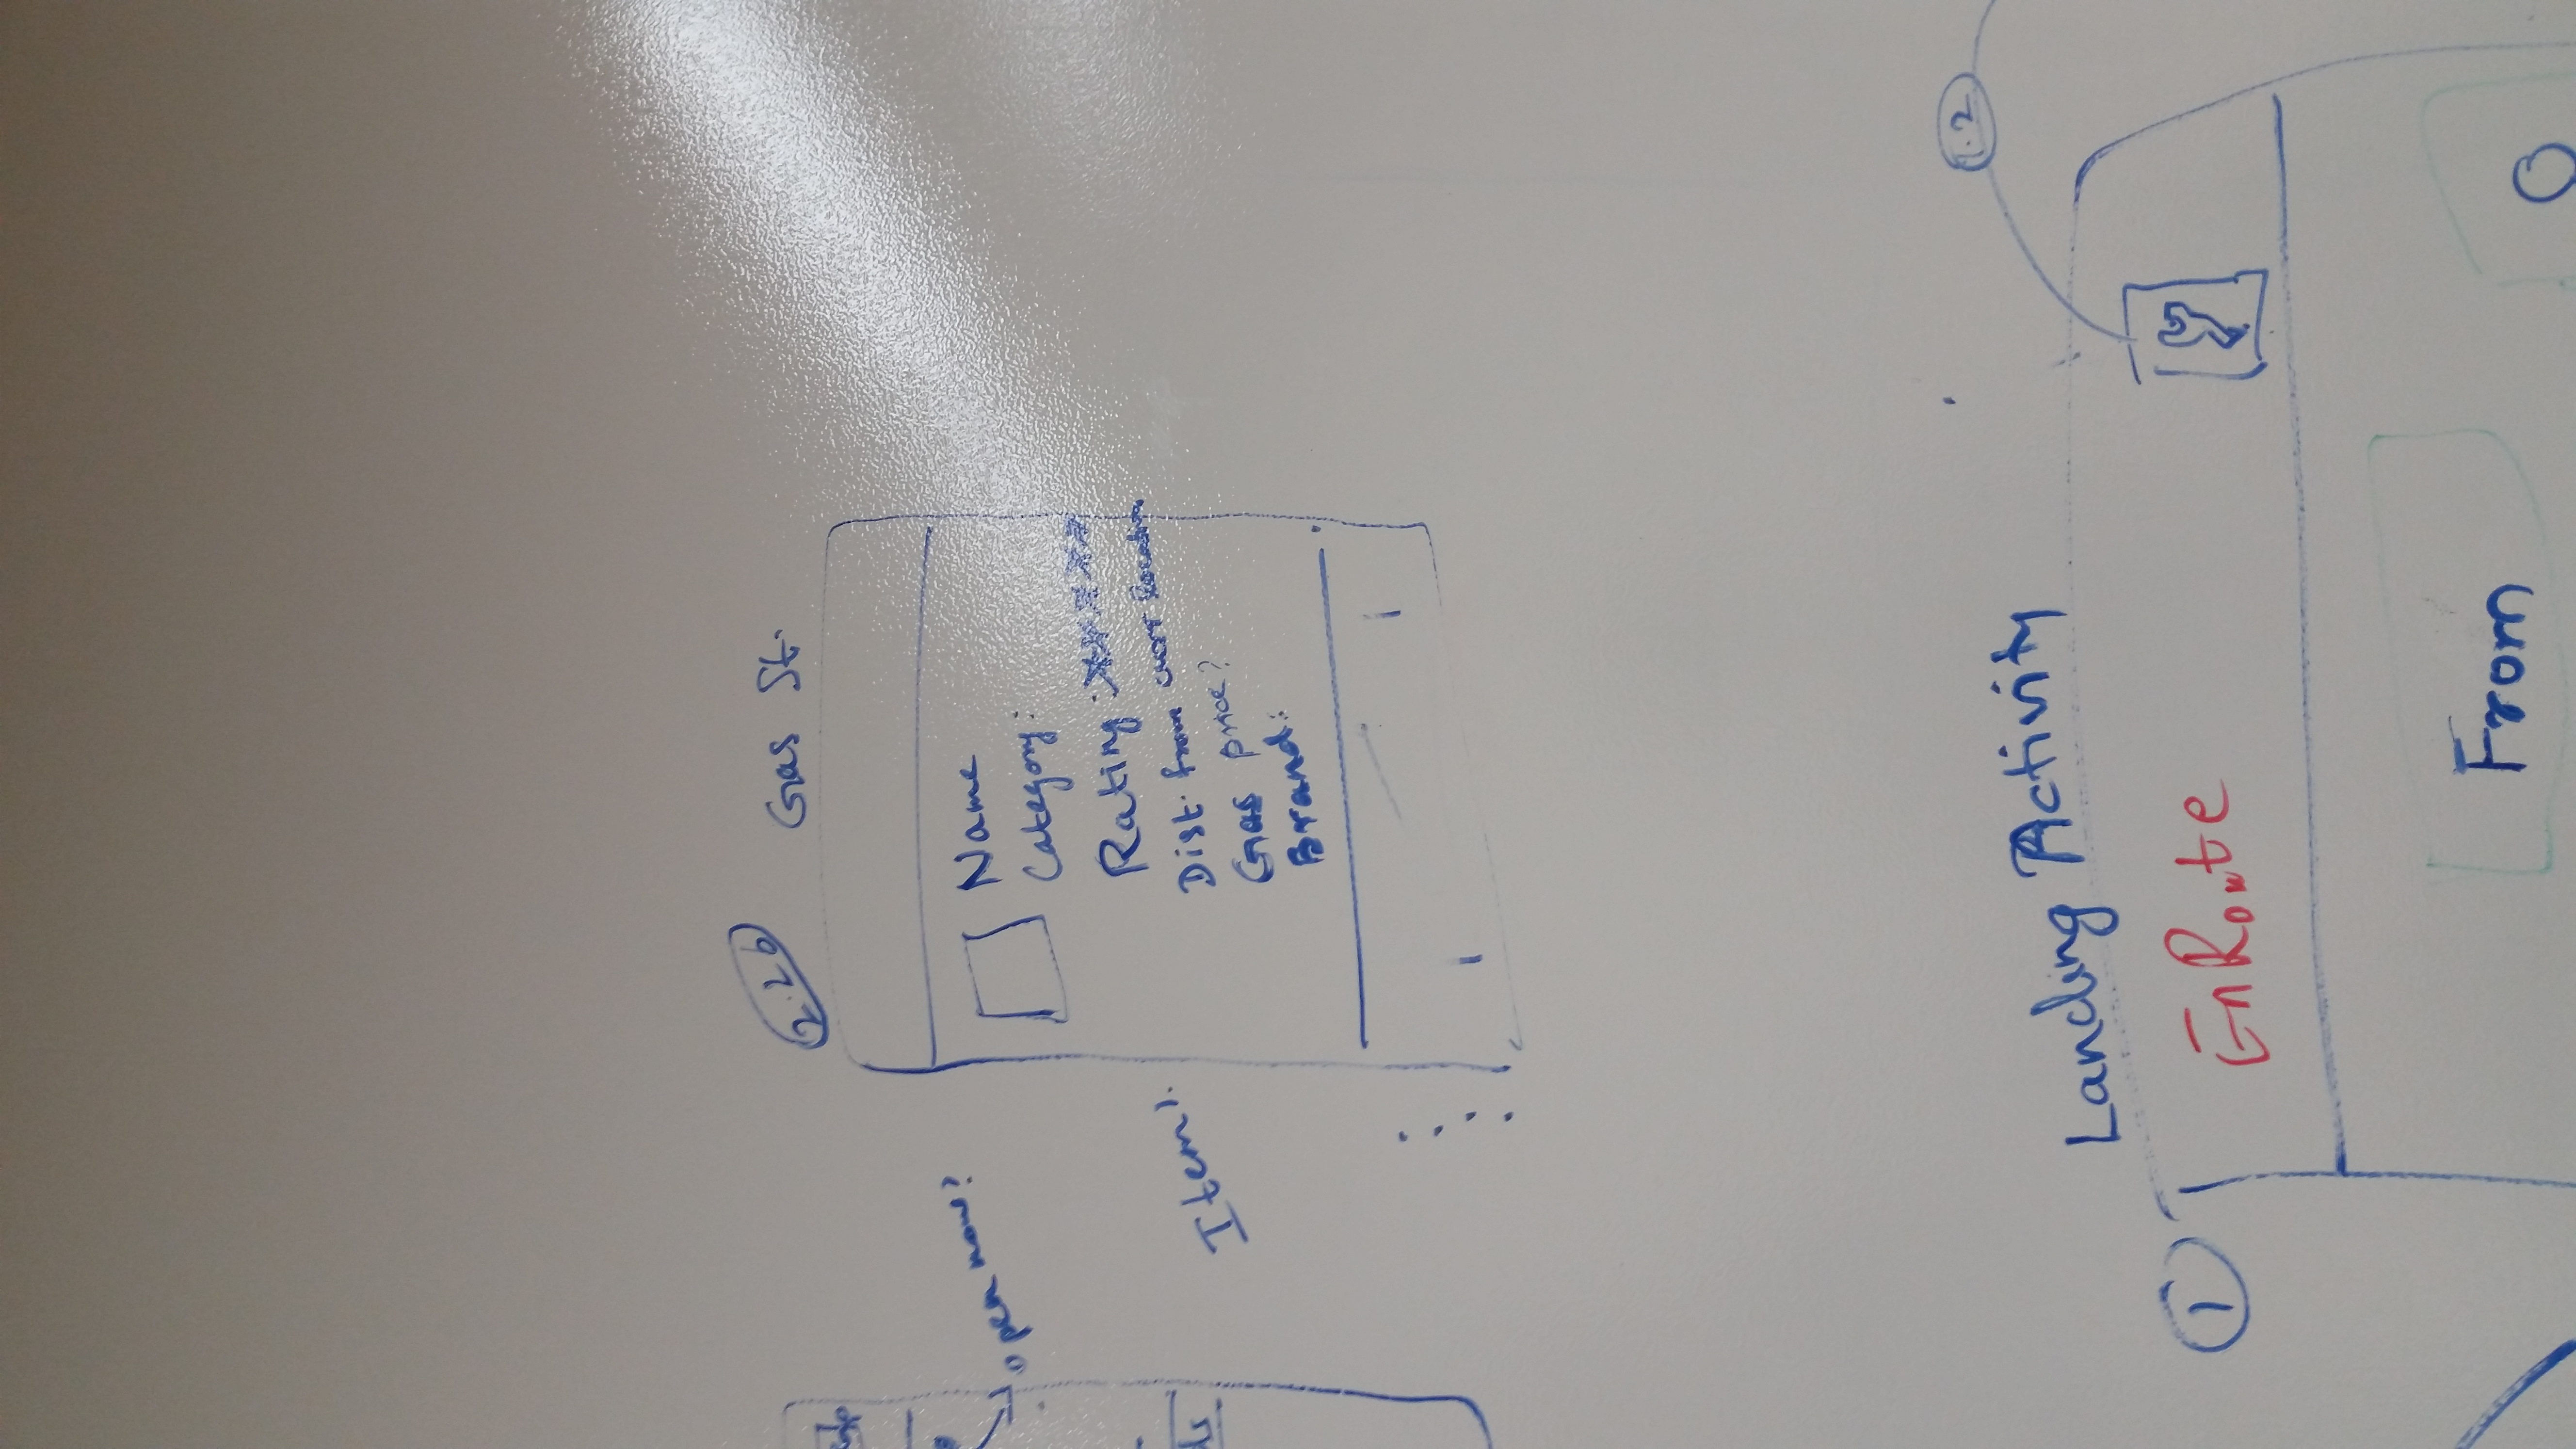 2.2b
Gas St.
open now?
Name
Category:
Rating: *****
Item 1.
Dist. from curr location
Gas price?
Brand:
1.2
Landing Activity
1
EnRoute
From